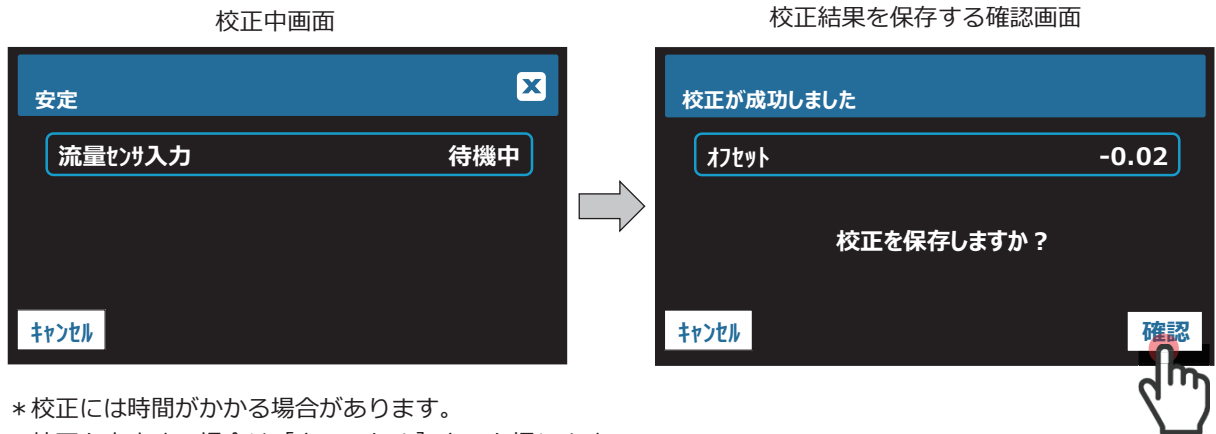 校正中画面
校正結果を保存する確認画面
安定
X
流量ｾﾝｻ入力
待機中
ｷｬﾝｾﾙ
校正が成功しました
ｵﾌｾｯﾄ
-0.02
校正を保存しますか？
ｷｬﾝｾﾙ
確認
＊校正には時間がかかる場合があります。